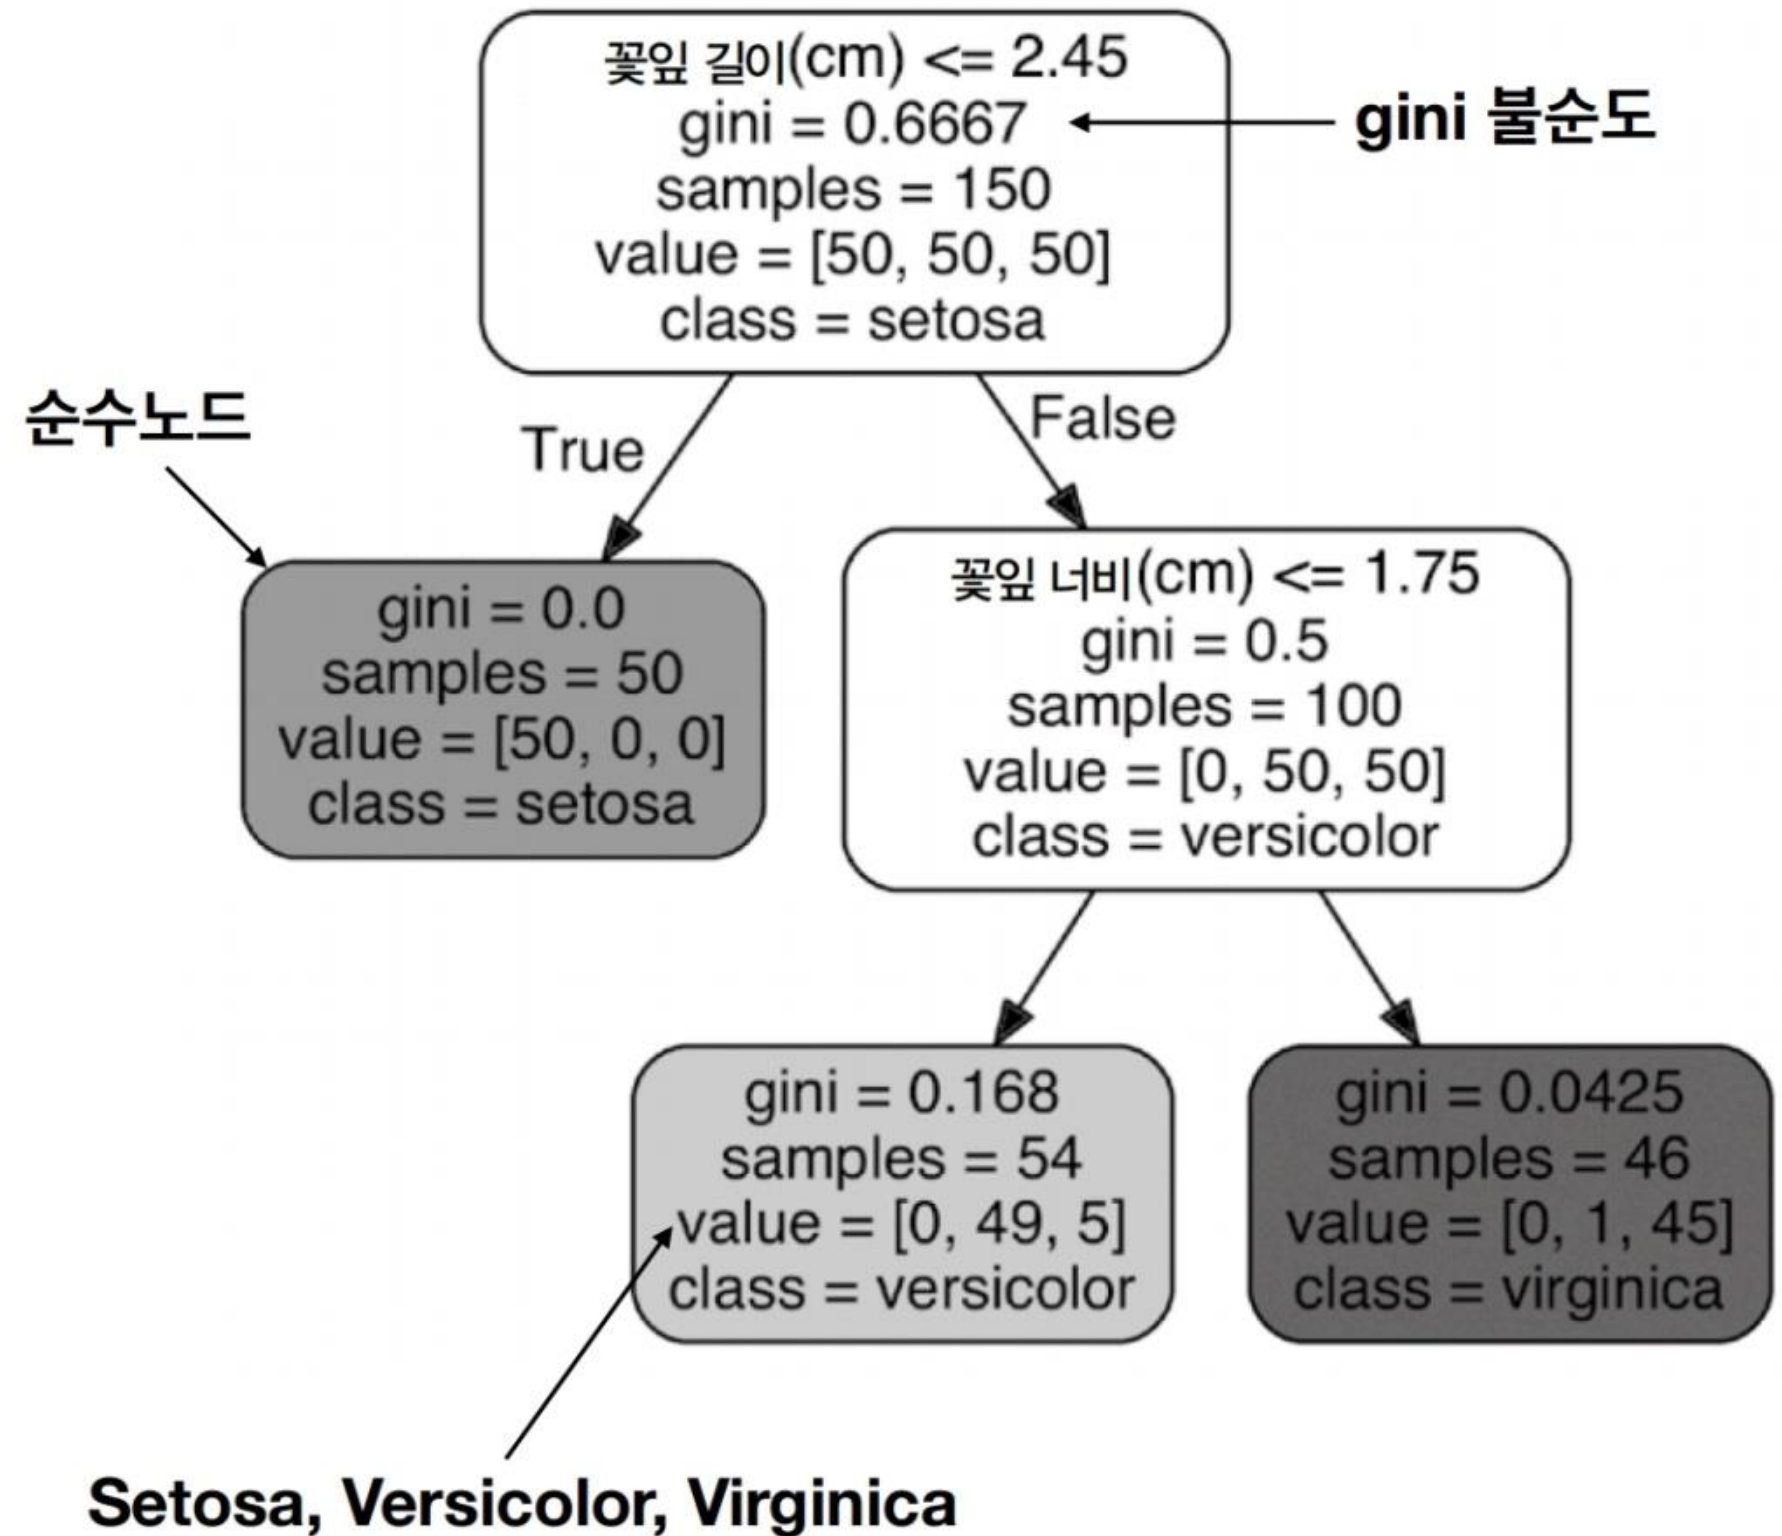 꽃잎 길이(cm) <= 2.45
gini = 0.6667
samples = 150
value = [50, 50, 50]
class = setosa
gini 불순도
순수노드
True
False
gini = 0.0
samples = 50
value = [50, 0, 0]
class = setosa
꽃잎 너비(cm) <= 1.75
gini = 0.5
samples = 100
value = [0, 50, 50]
class = versicolor
gini = 0.168
samples = 54
value = [0, 49, 5]
class = versicolor
gini = 0.0425
samples = 46
value = [0, 1, 45]
class = virginica
Setosa, Versicolor, Virginica